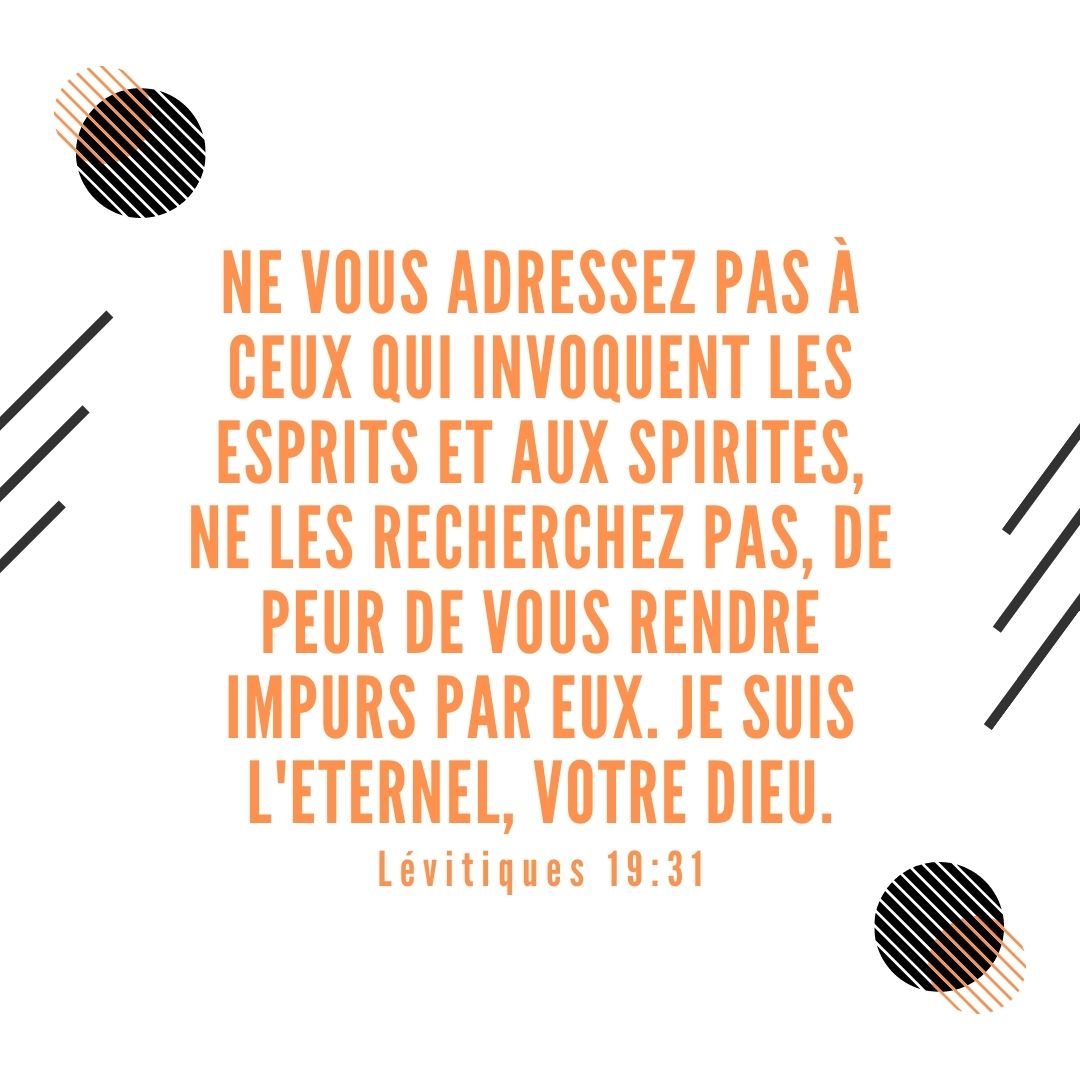 NE VOUS ADRESSEZ PAS À
CEUX QUI INVOQUENT LES
ESPRITS ET AUX SPIRITES,
NE LES RECHERCHEZ PAS, DE
PEUR DE VOUS RENDRE
IMPURS PAR EUX. JE SUIS
L'ETERNEL, VOTRE DIEU.
Lévitiques 19:31